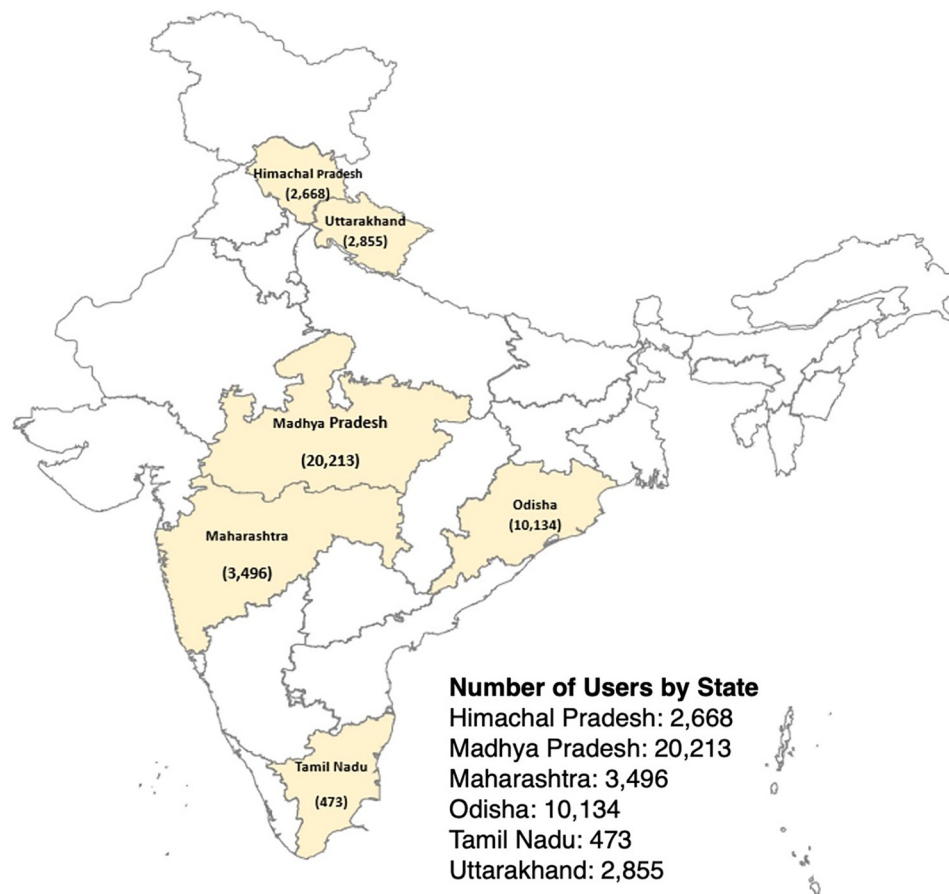 Himachal Pradesh
(2,668)
Uttarakhand
(2,855)
Madhya Pradesh
(20,213)
Odisha
(10,134)
Maharashtra
(3,496)
Tamil Nadu
(473)
Number of Users by State
Himachal Pradesh: 2,668
Madhya Pradesh: 20,213
Maharashtra: 3,496
Odisha: 10,134
Tamil Nadu: 473
Uttarakhand: 2,855